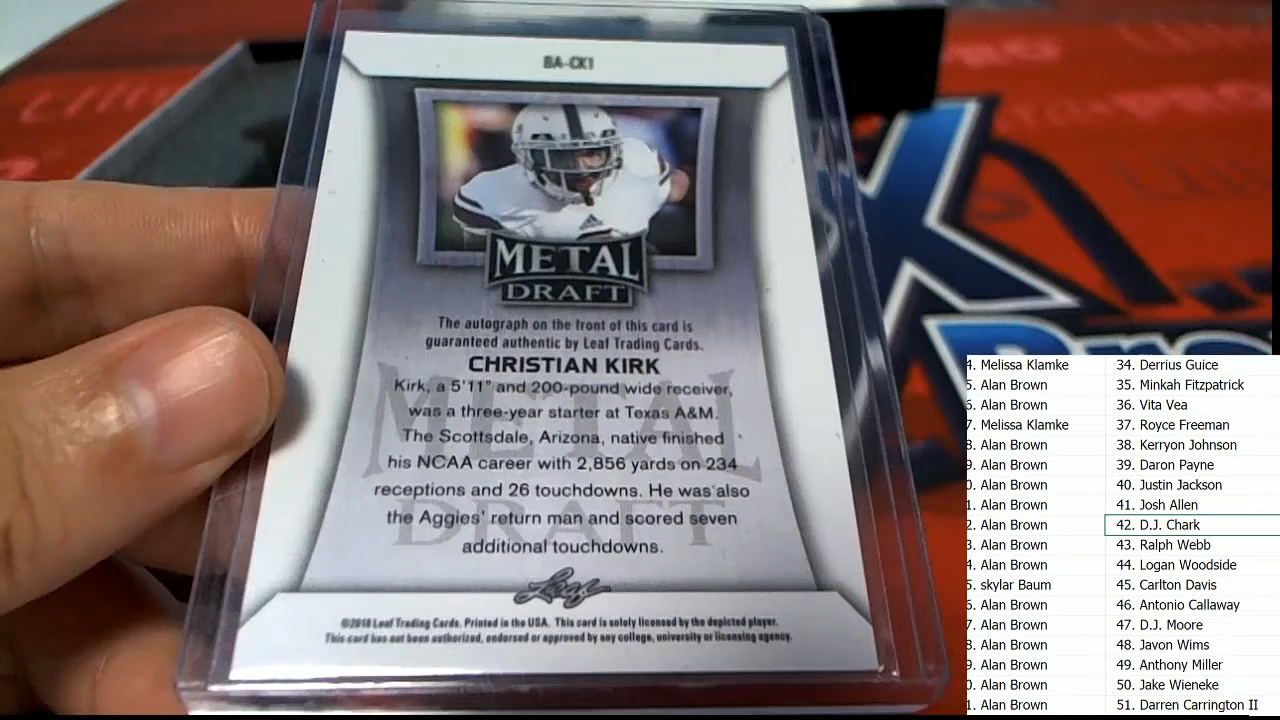 BA-CK1
METAL
DRAFT
The autograph on the front of this card is
guaranteed authentic by Leaf Trading Cards.
CHRISTIAN KIRK
Kirk, a 5'11" and 200-pound wide receiver,
was a three-year starter at Texas A&M.
The Scottsdale, Arizona, native finished
his NCAA career with 2,856 yards on 234
receptions and 26 touchdowns. He was also
the Aggies' return man and scored seven
additional touchdowns.
METAL
DRAFT
Leaf
©2018 Leaf Trading Cards. Printed in the USA. This card is solely licensed by the depicted player.
This card has not been authorized, endorsed or approved by any college, university or licensing agency.
4. Melissa Klamke 34. Derrius Guice
5. Alan Brown 35. Minkah Fitzpatrick
6. Alan Brown 36. Vita Vea
7. Melissa Klamke 37. Royce Freeman
8. Alan Brown 38. Kerryon Johnson
9. Alan Brown 39. Daron Payne
0. Alan Brown 40. Justin Jackson
1. Alan Brown 41. Josh Allen
2. Alan Brown 42. D.J. Chark
3. Alan Brown 43. Ralph Webb
4. Alan Brown 44. Logan Woodside
5. skylar Baum 45. Carlton Davis
6. Alan Brown 46. Antonio Callaway
7. Alan Brown 47. D.J. Moore
8. Alan Brown 48. Javon Wims
9. Alan Brown 49. Anthony Miller
0. Alan Brown 50. Jake Wieneke
1. Alan Brown 51. Darren Carrington II